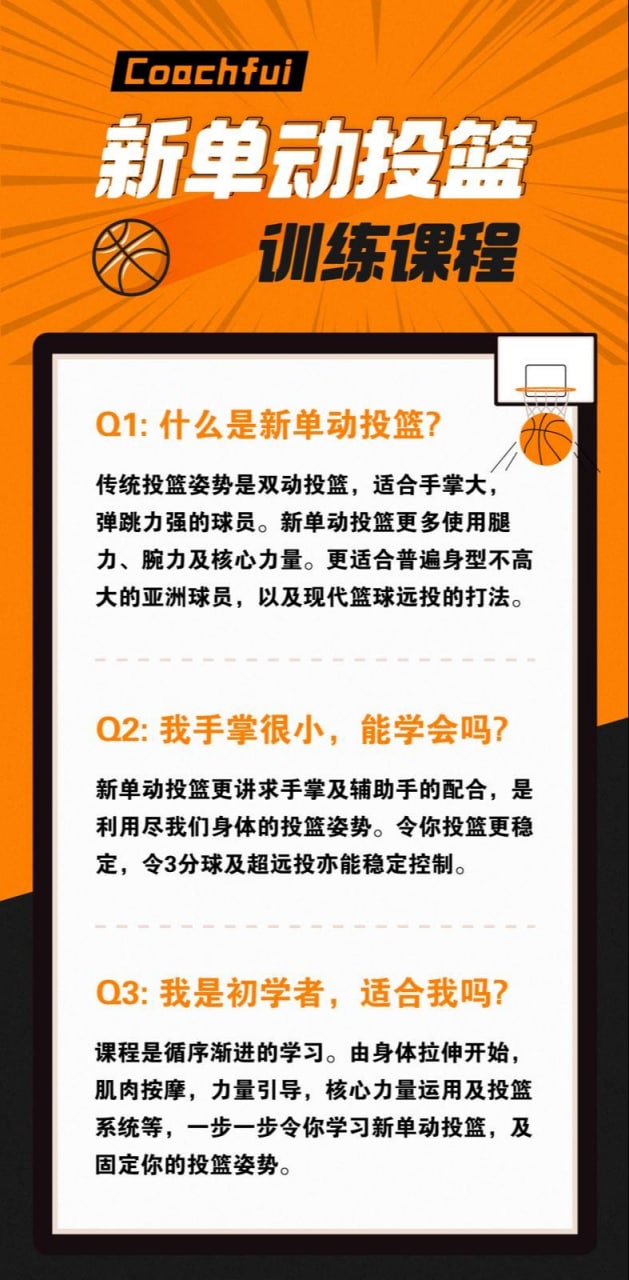 Coachfui
新单动投篮
训练课程
Q1: 什么是新单动投篮?
传统投篮姿势是双动投篮，适合手掌大，
弹跳力强的球员。新单动投篮更多使用腿
力、腕力及核心力量。更适合普遍身型不高
大的亚洲球员，以及现代篮球远投的打法。
Q2: 我手掌很小，能学会吗?
新单动投篮更讲求手掌及辅助手的配合，是
利用尽我们身体的投篮姿势。令你投篮更稳
定，令3分球及超远投亦能稳定控制。
Q3: 我是初学者，适合我吗?
课程是循序渐进的学习。由身体拉伸开始，
肌肉按摩，力量引导，核心力量运用及投篮
系统等，一步一步令你学习新单动投篮，及
固定你的投篮姿势。